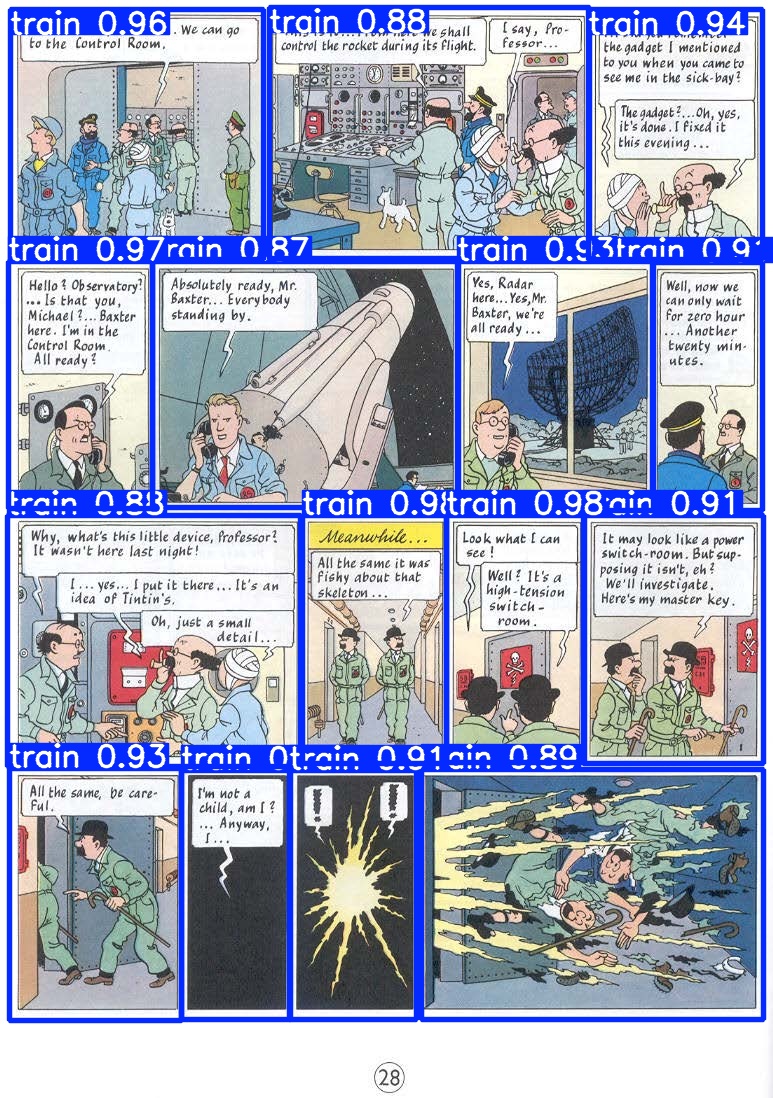 train 0.96
. We can go
to the Control Room.
train 0.88
we shall
control the rocket during its flight.
I say, Pro-
fessor...
train 0.94
the gadget I mentioned
to you when you came to
see me in the sick-bay?
The gadget?...Oh, yes,
it's done. I fixed it
this evening...
train 0.97
Hello? Observatory?
... Is that you,
Michael?... Baxter
here. I'm in the
Control Room.
All ready?
rain 0.87
Absolutely ready, Mr.
Baxter... Everybody
standing by.
train 0.93
Yes, Radar
here...Yes, Mr.
Baxter, we're
all ready...
train 0.91
Well, now we
can only wait
for zero hour
... Another
twenty min-
utes.
train 0.88
Why, what's this little device, Professor?
It wasn't here last night!
I... yes... I put it there... It's an
idea of Tintin's.
Oh, just a small
detail...
train 0.98
Meanwhile...
All the same it was
fishy about that
skeleton...
train 0.98
Look what I can
see!
Well? It's a
high-tension
switch-
room.
ain 0.91
It may look like a power
switch-room. But sup-
posing it isn't, eh?
We'll investigate.
Here's my master key.
train 0.93
All the same, be care-
ful.
train 0
I'm not a
child, am I?
... Anyway,
I...
train 0.91
!
!
ain 0.89
28